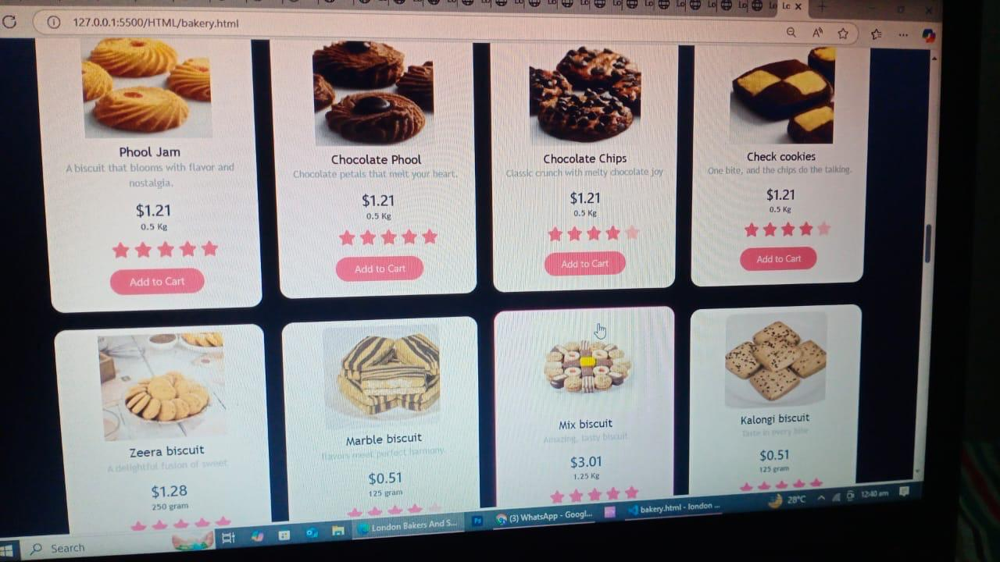 127.0.0.1:5500/HTML/bakery.html
Phool Jam
A biscuit that blooms with flavor and
nostalgia.
$1.21
0.5 Kg
Add to Cart
Chocolate Phool
Chocolate petals that melt your heart.
$1.21
0.5 Kg
Add to Cart
Chocolate Chips
Classic crunch with melty chocolate joy
$1.21
0.5 Kg
Add to Cart
Check cookies
One bite, and the chips do the talking.
$1.21
0.5 Kg
Add to Cart
Zeera biscuit
A delightful fusion of sweet
$1.28
250 gram
Marble biscuit
flavors meet perfect harmony.
$0.51
125 gram
Mix biscuit
Amazing, tasty biscuit
$3.01
1.25 Kg
Kalongi biscuit
Taste in every bite
$0.51
125 gram
Search
London Bakers And S...
Ps
(3) WhatsApp - Googl...
bakery.html - london ...
28°C
12:40 am